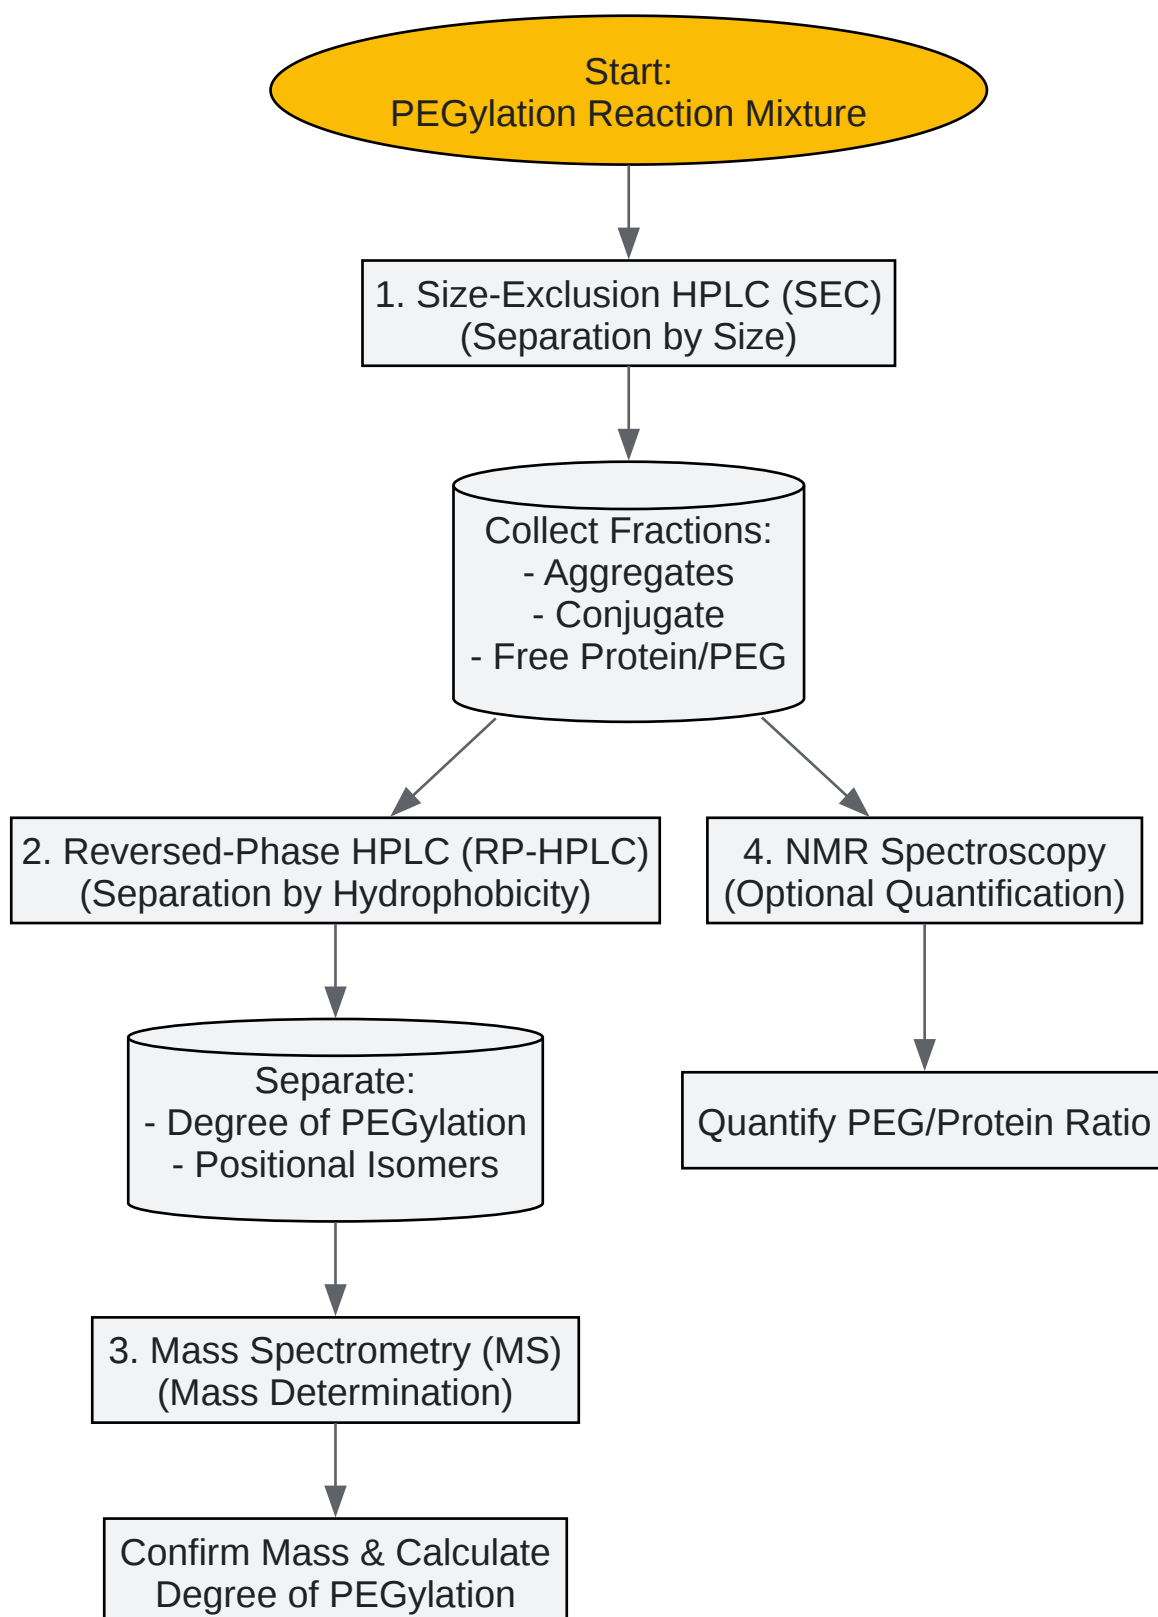 Start:
PEGylation Reaction Mixture
1. Size-Exclusion HPLC (SEC)
(Separation by Size)
Collect Fractions:
- Aggregates
- Conjugate
- Free Protein/PEG
2. Reversed-Phase HPLC (RP-HPLC)
(Separation by Hydrophobicity)
4. NMR Spectroscopy
(Optional Quantification)
Separate:
- Degree of PEGylation
- Positional Isomers
Quantify PEG/Protein Ratio
3. Mass Spectrometry (MS)
(Mass Determination)
Confirm Mass & Calculate
Degree of PEGylation